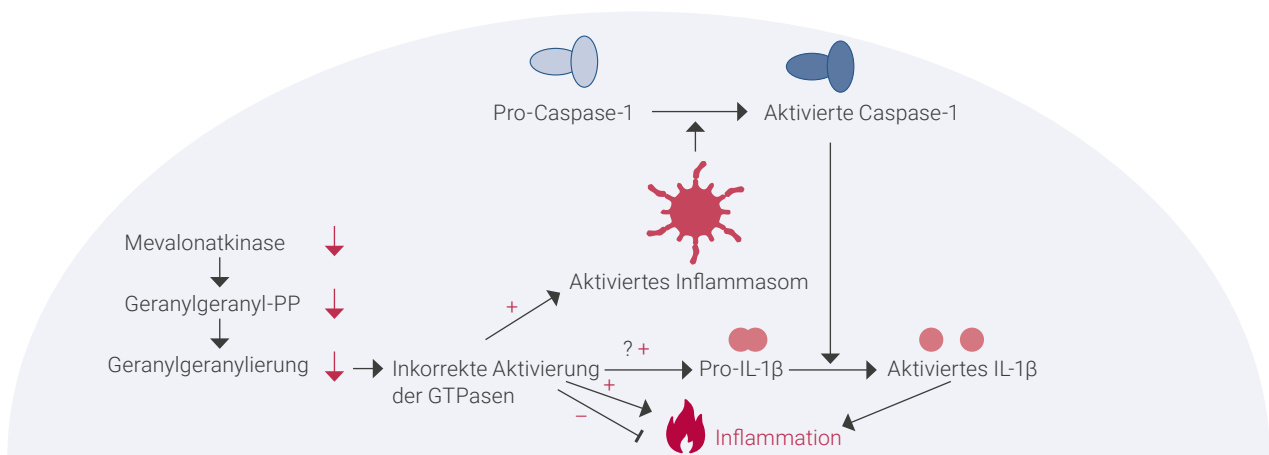 Pro-Caspase-1
Aktivierte Caspase-1
Mevalonatkinase
Aktiviertes Inflammasom
Geranylgeranyl-PP
+
? +
Geranylgeranylierung
Inkorrekte Aktivierung
der GTPasen
Pro-IL-1β
Aktiviertes IL-1β
+
–
Inflammation